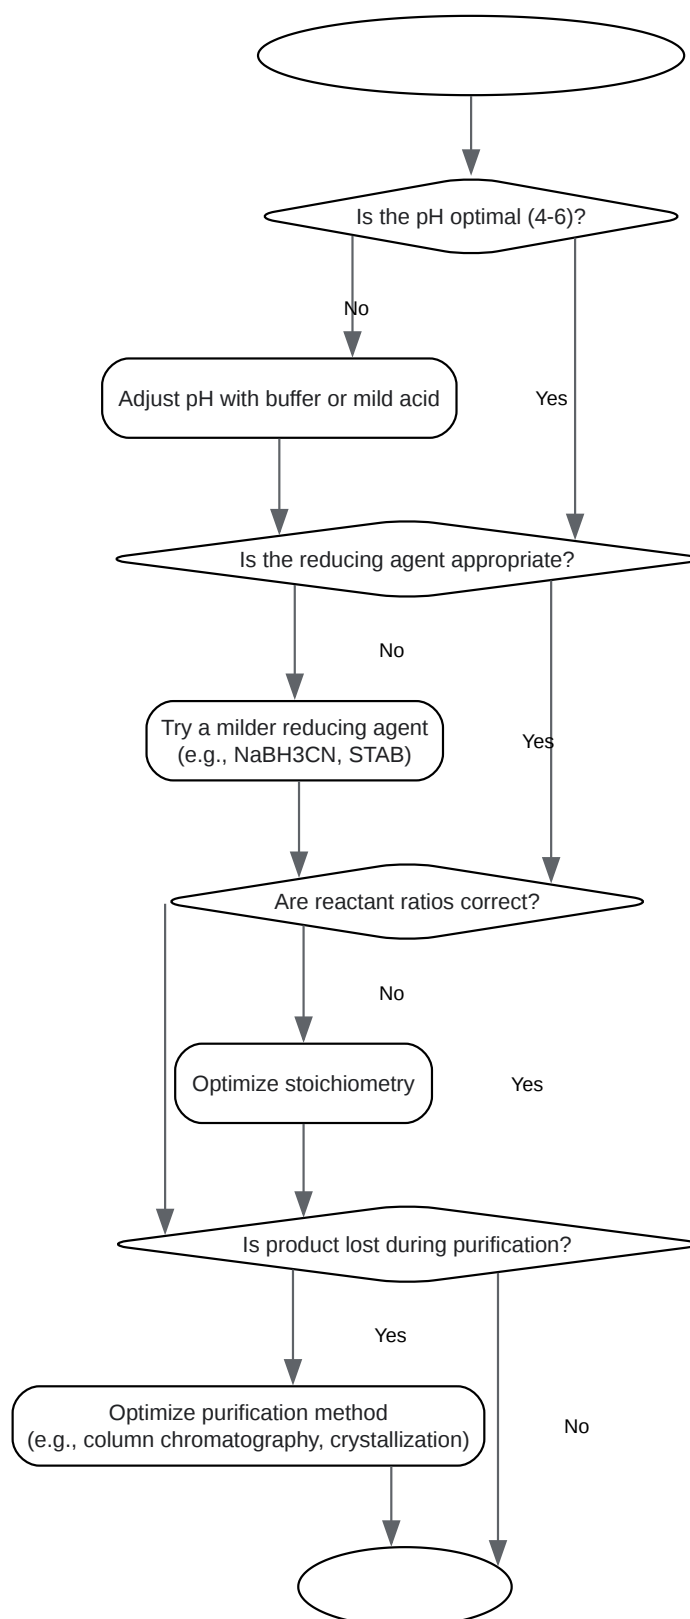 Is the pH optimal (4-6)?
No
Adjust pH with buffer or mild acid
Yes
Is the reducing agent appropriate?
No
Try a milder reducing agent
(e.g., NaBH3CN, STAB)
Yes
Are reactant ratios correct?
No
Optimize stoichiometry
Yes
Is product lost during purification?
Yes
Optimize purification method
(e.g., column chromatography, crystallization)
No